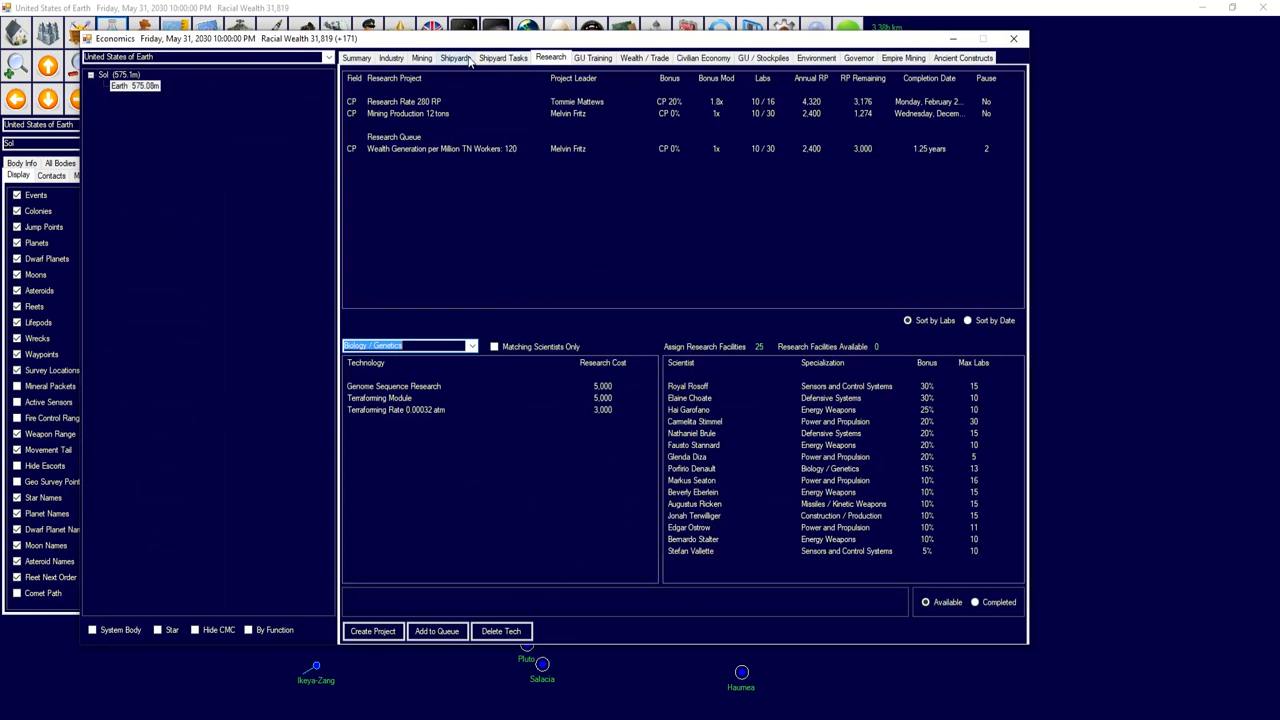 United States of Earth   Friday, May 31, 2030 10:00:00 PM   Racial Wealth 31,819
3.38b km
Economics   Friday, May 31, 2030 10:00:00 PM   Racial Wealth 31,819 (+171)
United States of Earth
Sol
Body Info   All Bodies
Display   Contacts   M
Events
Colonies
Jump Points
Planets
Dwarf Planets
Moons
Asteroids
Fleets
Lifepods
Wrecks
Waypoints
Survey Locations
Mineral Packets
Active Sensors
Fire Control Rang
Weapon Range
Movement Tail
Hide Escorts
Geo Survey Point
Star Names
Planet Names
Dwarf Planet Nam
Moon Names
Asteroid Names
Fleet Next Order
Comet Path
United States of Earth
Sol (575.1m)
Earth 575.08m
System Body   Star   Hide CMC   By Function
Summary   Industry   Mining   Shipyards   Shipyard Tasks   Research   GU Training   Wealth / Trade   Civilian Economy   GU / Stockpiles   Environment   Governor   Empire Mining   Ancient Constructs
Field   Research Project   Project Leader   Bonus   Bonus Mod   Labs   Annual RP   RP Remaining   Completion Date   Pause
CP   Research Rate 280 RP   Tommie Mattews   CP 20%   1.8x   10 / 16   4,320   3,176   Monday, February 2...   No
CP   Mining Production 12 tons   Melvin Fritz   CP 0%   1x   10 / 30   2,400   1,274   Wednesday, Decem...   No
Research Queue
CP   Wealth Generation per Million TN Workers: 120   Melvin Fritz   CP 0%   1x   10 / 30   2,400   3,000   1.25 years   2
Sort by Labs   Sort by Date
Biology / Genetics   Matching Scientists Only   Assign Research Facilities   25   Research Facilities Available   0
Technology   Research Cost
Genome Sequence Research   5,000
Terraforming Module   5,000
Terraforming Rate 0.00032 atm   3,000
Scientist   Specialization   Bonus   Max Labs
Royal Rosoff   Sensors and Control Systems   30%   15
Elaine Choate   Defensive Systems   30%   10
Hai Garofano   Energy Weapons   25%   10
Carmelita Stimmel   Power and Propulsion   20%   30
Nathaniel Brule   Defensive Systems   20%   15
Fausto Stannard   Energy Weapons   20%   10
Glenda Diza   Power and Propulsion   20%   5
Porfirio Denault   Biology / Genetics   15%   13
Markus Seaton   Power and Propulsion   10%   16
Beverly Eberlein   Energy Weapons   10%   15
Augustus Ricken   Missiles / Kinetic Weapons   10%   15
Jonah Terwilliger   Construction / Production   10%   15
Edgar Ostrow   Power and Propulsion   10%   11
Bernardo Stalter   Energy Weapons   10%   10
Stefan Vallette   Sensors and Control Systems   5%   10
Available   Completed
Create Project   Add to Queue   Delete Tech
Pluto
Ikeya-Zang
Salacia
Haumea